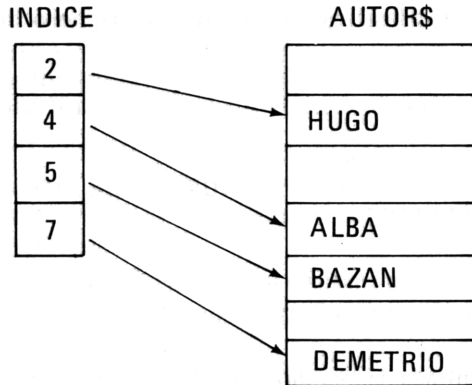 INDICE AUTOR$
2
4 HUGO
5
7 ALBA
BAZAN
DEMETRIO